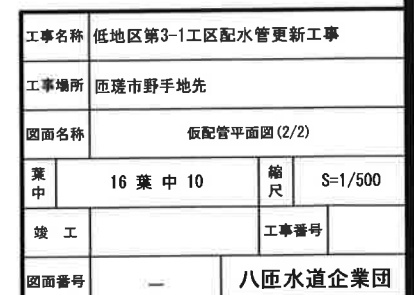 工事名称 低地区第3-1工区配水管更新工事
工事場所 匝瑳市野手地先
図面名称 仮配管平面図(2/2)
葉中 16 葉 中 10 縮尺 S=1/500
竣 工 工事番号
図面番号 — 八匝水道企業団